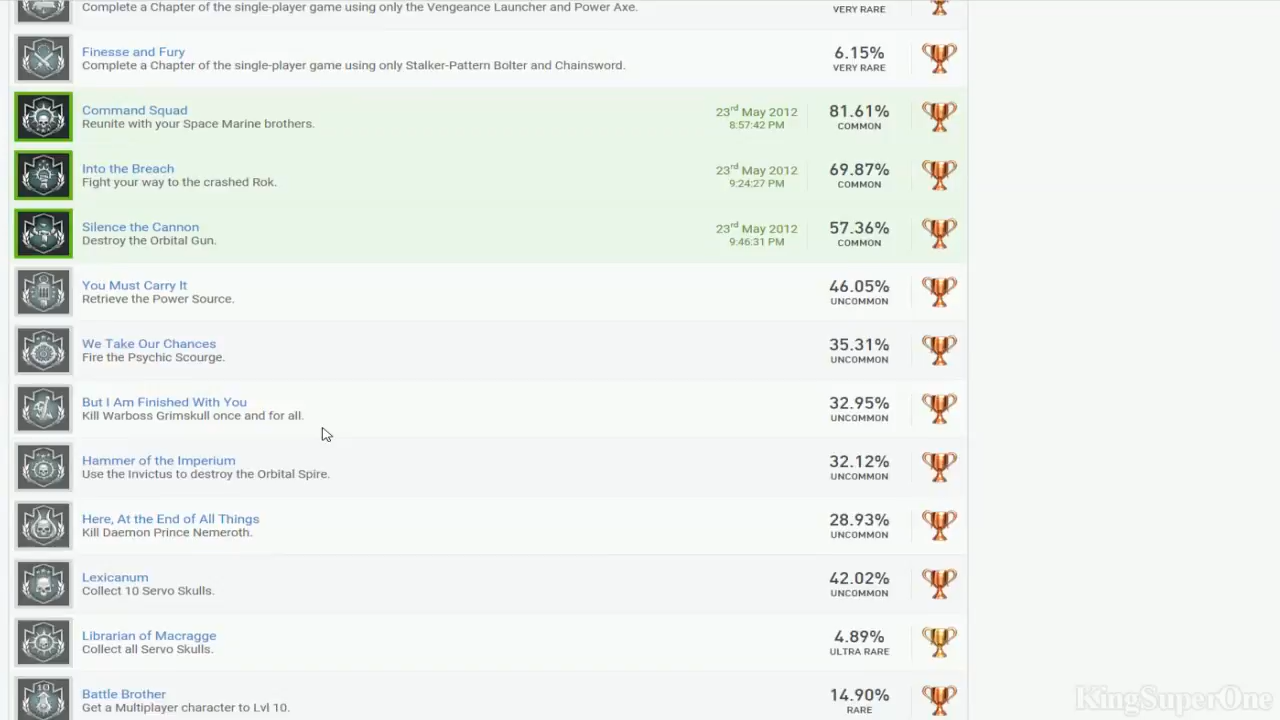 Complete a Chapter of the single-player game using only the Vengeance Launcher and Power Axe.
VERY RARE
Finesse and Fury
Complete a Chapter of the single-player game using only Stalker-Pattern Bolter and Chainsword.
6.15%
VERY RARE
Command Squad
Reunite with your Space Marine brothers.
23rd May 2012
8:57:42 PM
81.61%
COMMON
Into the Breach
Fight your way to the crashed Rok.
23rd May 2012
9:24:27 PM
69.87%
COMMON
Silence the Cannon
Destroy the Orbital Gun.
23rd May 2012
9:46:31 PM
57.36%
COMMON
You Must Carry It
Retrieve the Power Source.
46.05%
UNCOMMON
We Take Our Chances
Fire the Psychic Scourge.
35.31%
UNCOMMON
But I Am Finished With You
Kill Warboss Grimskull once and for all.
32.95%
UNCOMMON
Hammer of the Imperium
Use the Invictus to destroy the Orbital Spire.
32.12%
UNCOMMON
Here, At the End of All Things
Kill Daemon Prince Nemeroth.
28.93%
UNCOMMON
Lexicanum
Collect 10 Servo Skulls.
42.02%
UNCOMMON
Librarian of Macragge
Collect all Servo Skulls.
4.89%
ULTRA RARE
Battle Brother
Get a Multiplayer character to Lvl 10.
14.90%
RARE
10
KingSuperOne